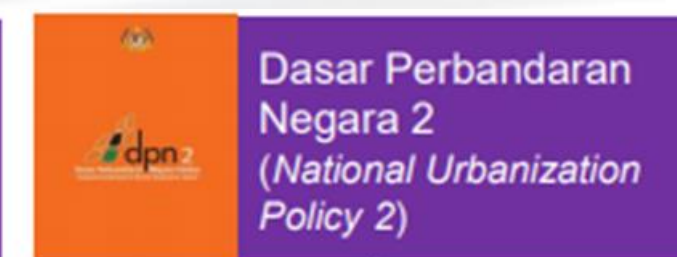 dpn2
Dasar Perbandaran
Negara 2
(National Urbanization
Policy 2)